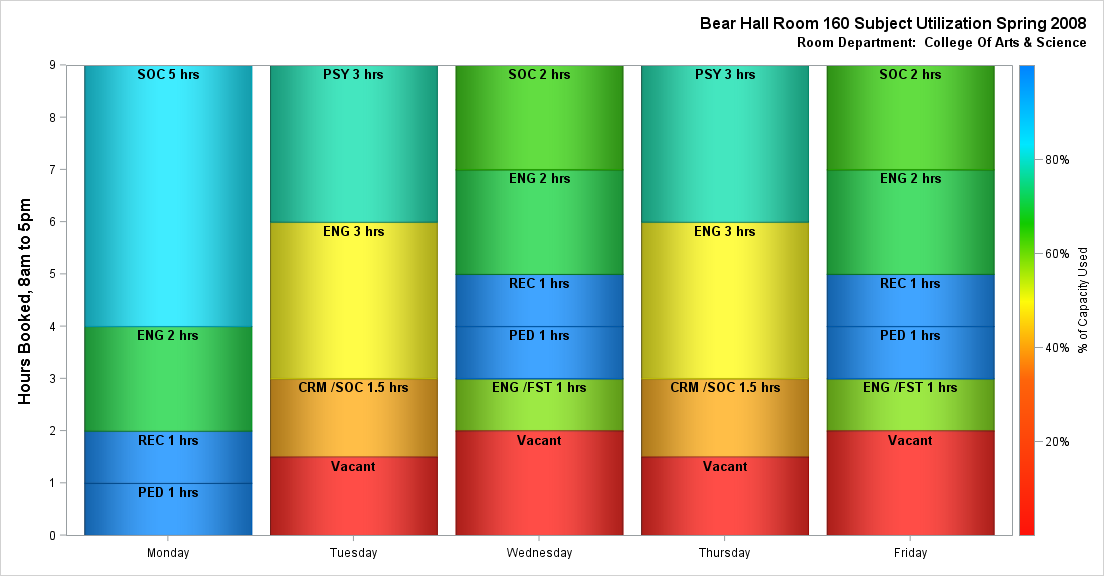 Bear Hall Room 160 Subject Utilization Spring 2008
Room Department:  College Of Arts & Science
Hours Booked, 8am to 5pm
9
8
7
6
5
4
3
2
1
0
SOC 5 hrs
ENG 2 hrs
REC 1 hrs
PED 1 hrs
Monday
PSY 3 hrs
ENG 3 hrs
CRM /SOC 1.5 hrs
Vacant
Tuesday
SOC 2 hrs
ENG 2 hrs
REC 1 hrs
PED 1 hrs
ENG /FST 1 hrs
Vacant
Wednesday
PSY 3 hrs
ENG 3 hrs
CRM /SOC 1.5 hrs
Vacant
Thursday
SOC 2 hrs
ENG 2 hrs
REC 1 hrs
PED 1 hrs
ENG /FST 1 hrs
Vacant
Friday
80%
60%
40%
20%
% of Capacity Used